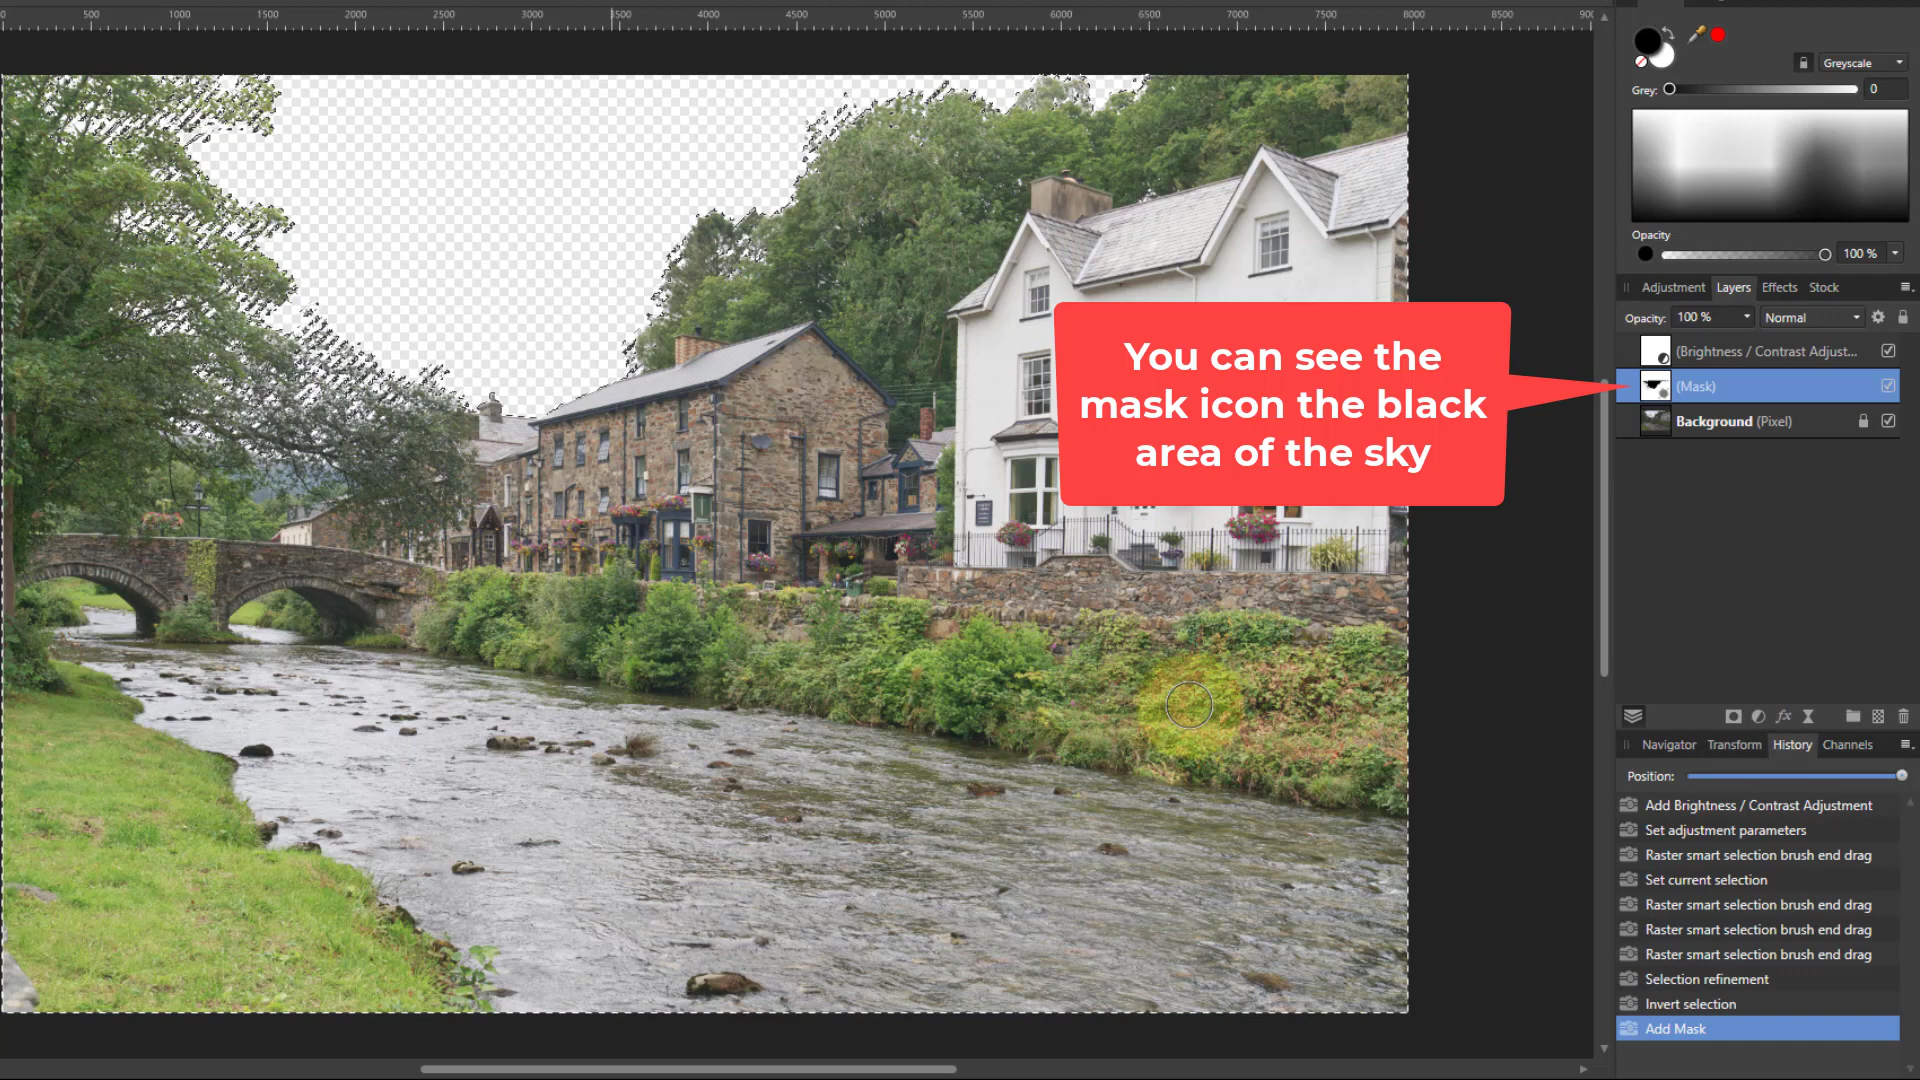 0 500 1000 1500 2000 2500 3000 3500 4000 4500 5000 5500 6000 6500 7000 7500 8000 8500
Greyscale
Grey: 0
Opacity
100 %
Adjustment Layers Effects Stock
Opacity: 100 % Normal
(Brightness / Contrast Adjust...
(Mask)
Background (Pixel)
You can see the
mask icon the black
area of the sky
fx
Navigator Transform History Channels
Position:
Add Brightness / Contrast Adjustment
Set adjustment parameters
Raster smart selection brush end drag
Set current selection
Raster smart selection brush end drag
Raster smart selection brush end drag
Raster smart selection brush end drag
Selection refinement
Invert selection
Add Mask